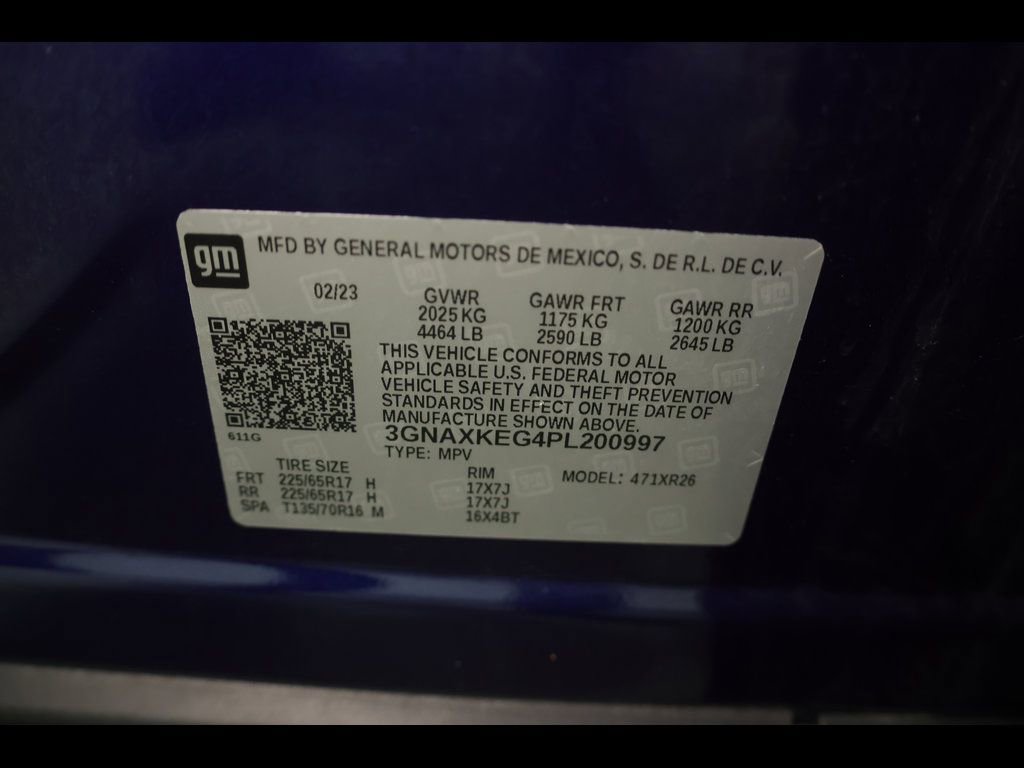 gm
MFD BY GENERAL MOTORS DE MEXICO, S. DE R.L. DE C.V.
02/23
GVWR GAWR FRT GAWR RR
2025 KG 1175 KG 1200 KG
4464 LB 2590 LB 2645 LB
THIS VEHICLE CONFORMS TO ALL
APPLICABLE U.S. FEDERAL MOTOR
VEHICLE SAFETY AND THEFT PREVENTION
STANDARDS IN EFFECT ON THE DATE OF
MANUFACTURE SHOWN ABOVE.
611G
3GNAXKEG4PL200997
TYPE: MPV
TIRE SIZE RIM MODEL: 471XR26
FRT 225/65R17 H 17X7J
RR 225/65R17 H 17X7J
SPA T135/70R16 M 16X4BT